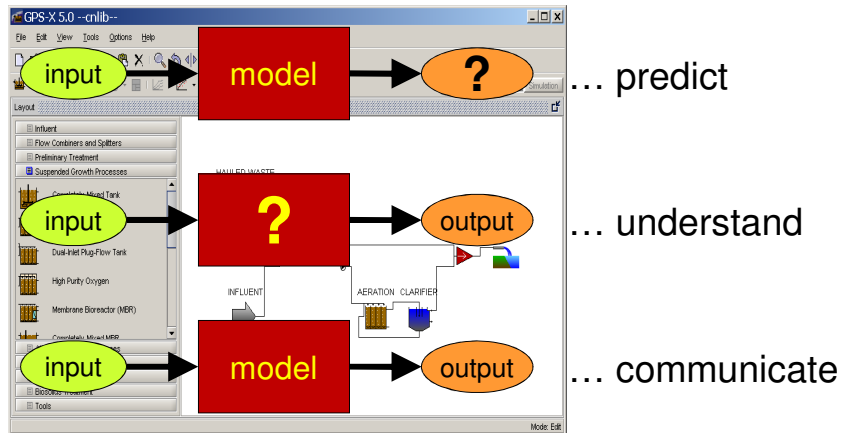 GPS-X 5.0 --cnlib--
File Edit View Tools Options Help
input model ? … predict
Simulation
Layout
Influent
Flow Combiners and Splitters
Preliminary Treatment
Suspended Growth Processes
HAULED WASTE
Completely Mixed Tank
input ? output … understand
Dual-Inlet Plug-Flow Tank
High Purity Oxygen
INFLUENT AERATION CLARIFIER
Membrane Bioreactor (MBR)
Completely Mixed MBR
input model output … communicate
Biosolids Treatment
Tools
Mode: Edit